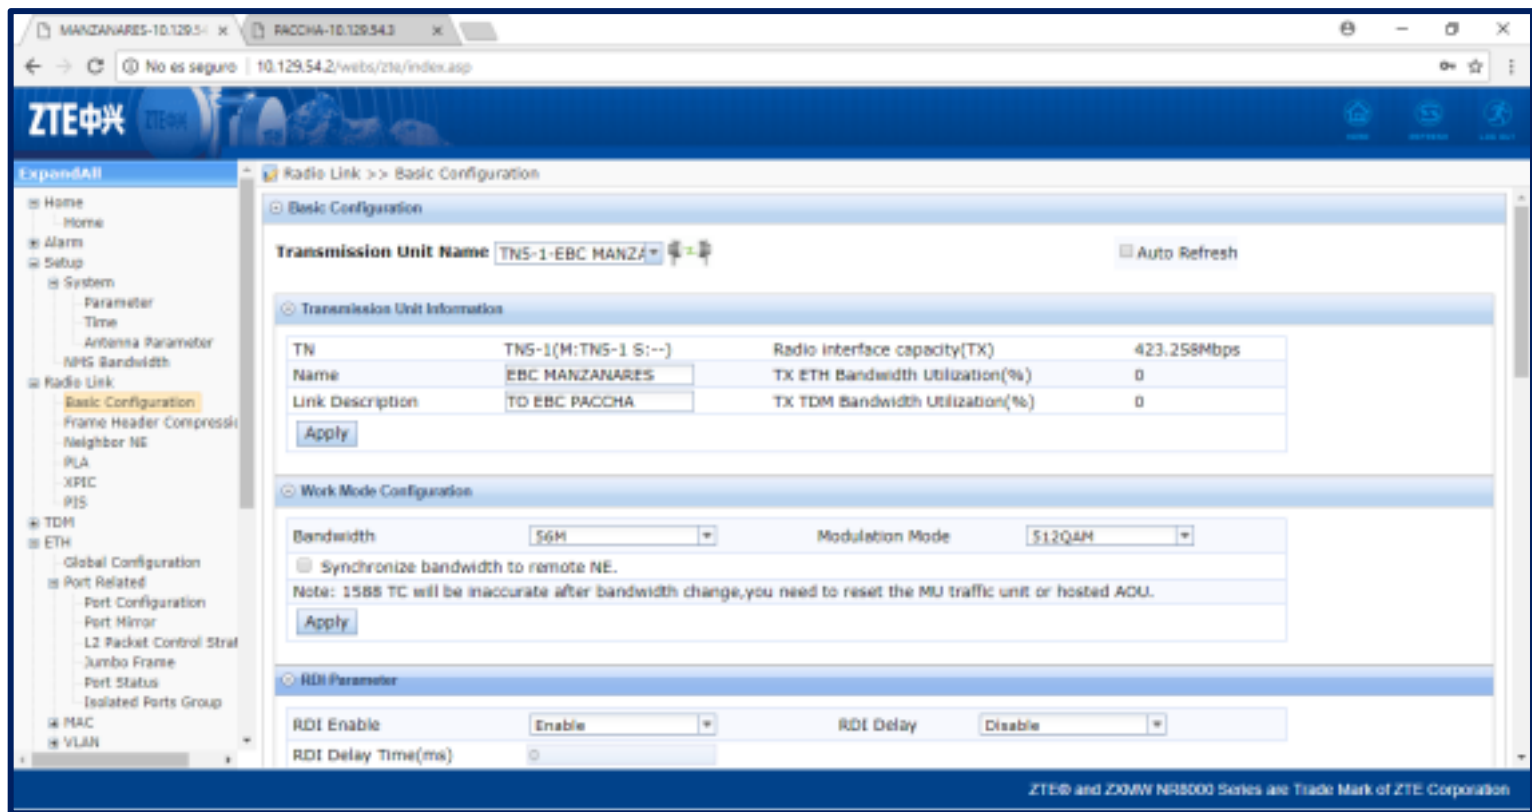 MANZANARES-10.129.54
PACCHA-10.129.54.3
No es seguro
10.129.54.2/webs/zte/index.asp
ZTE中兴
ExpandAll
Home
Home
Alarm
Setup
System
Parameter
Time
Antenna Parameter
NMS Bandwidth
Radio Link
Basic Configuration
Frame Header Compressio
Neighbor NE
PLA
XPIC
PIS
TDM
ETH
Global Configuration
Port Related
Port Configuration
Port Mirror
L2 Packet Control Strat
Jumbo Frame
Port Status
Isolated Ports Group
MAC
VLAN
Radio Link >> Basic Configuration
Basic Configuration
Transmission Unit Name TN5-1-EBC MANZA
Auto Refresh
Transmission Unit Information
TN TN5-1(M:TN5-1 S:--) Radio interface capacity(TX) 423.258Mbps
Name EBC MANZANARES TX ETH Bandwidth Utilization(%) 0
Link Description TO EBC PACCHA TX TDM Bandwidth Utilization(%) 0
Apply
Work Mode Configuration
Bandwidth 56M Modulation Mode 512QAM
Synchronize bandwidth to remote NE.
Note: 1588 TC will be inaccurate after bandwidth change,you need to reset the MU traffic unit or hosted AOU.
Apply
RDI Parameter
RDI Enable Enable RDI Delay Disable
RDI Delay Time(ms) 0
ZTE® and ZXMW NR8000 Series are Trade Mark of ZTE Corporation